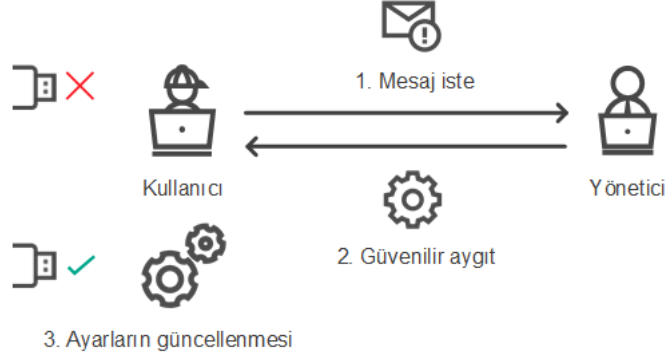 1. Mesaj iste
Kullanıcı
Yönetici
2. Güvenilir aygıt
3. Ayarların güncellenmesi